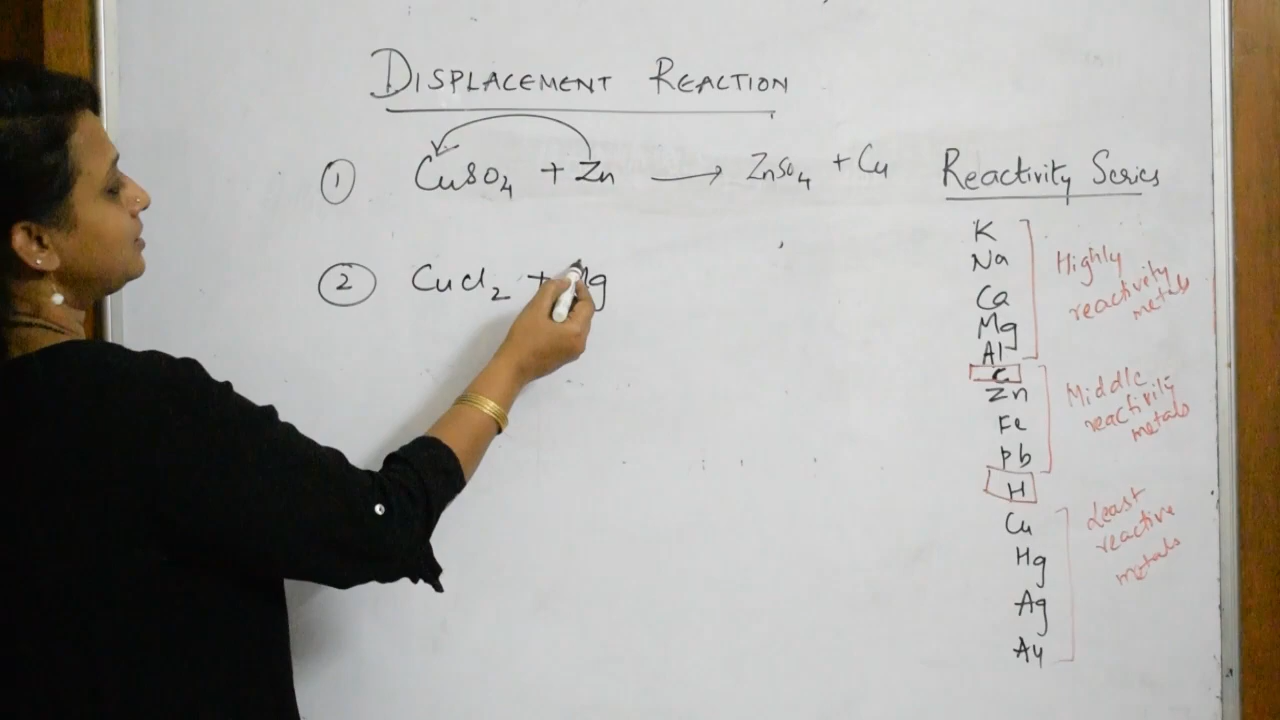 DISPLACEMENT REACTION
① CuSO4 + Zn → ZnSO4 + Cu
② CuCl2 + Mg
Reactivity Series
K
Na
Ca
Mg
Al
Highly
reactivity
metals
C
Zn
Fe
Pb
Middle
reactivity
metals
H
Cu
Hg
Ag
Au
Least
reactive
metals